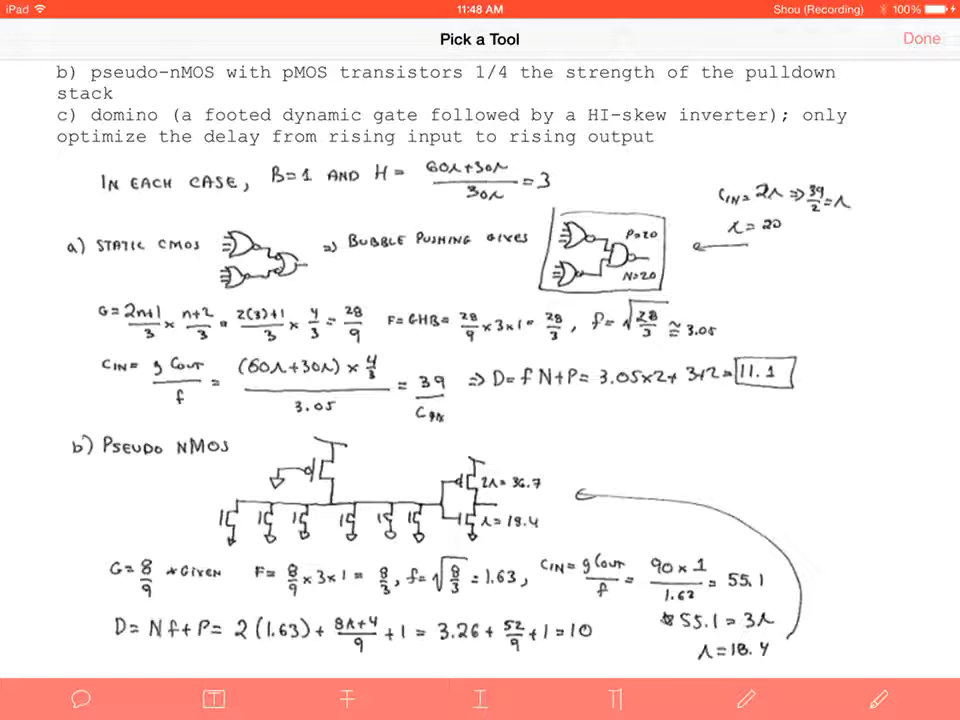 iPad 11:48 AM Shou (Recording) 100%
Pick a Tool Done
b) pseudo-nMOS with pMOS transistors 1/4 the strength of the pulldown
stack
c) domino (a footed dynamic gate followed by a HI-skew inverter); only
optimize the delay from rising input to rising output
IN EACH CASE, B=1 AND H= (60λ+30λ)/30λ = 3
CIN= 2λ => 39/2 = λ
λ = 20
a) STATIC CMOS => BUBBLE PUSHING GIVES P=20 N=20
G= (2n+1)/3 × (n+2)/3 = (2(3)+1)/3 × 4/3 = 28/9 F=GHB= 28/9 ×3×1= 28/3, f= √(28/3) ≅ 3.05
CIN= g Cout/f = ((60λ+30λ) × 4/3)/3.05 = 39 => D= f N+P= 3.05×2+ 3+2= 11.1
b) PSEUDO NMOS
2λ= 36.7
λ= 18.4
G= 8/9 *GIVEN F= 8/9 ×3×1= 8/3, f= √(8/3) = 1.63, CIN= g Cout/f = (90×1)/1.63 = 55.1
55.1 = 3λ
D= Nf+P= 2(1.63)+ (8λ+4)/9 +1 = 3.26+ 52/9 +1 = 10
λ=18.4